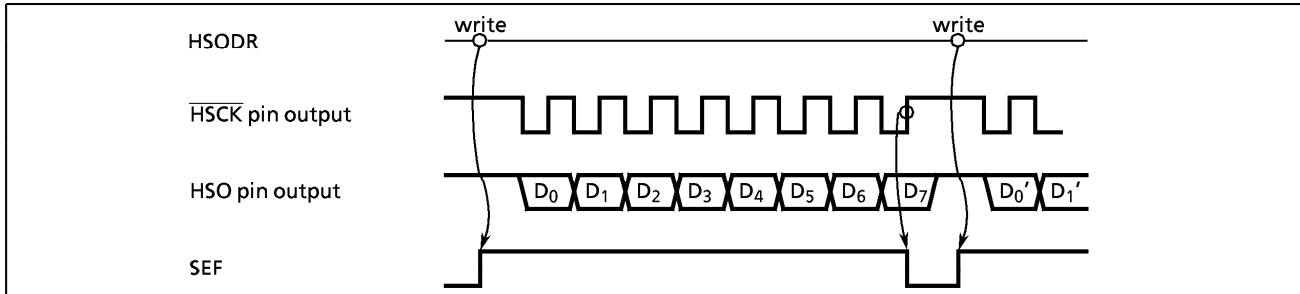 write write
HSODR
H̅S̅C̅K̅ pin output
HSO pin output D₀ D₁ D₂ D₃ D₄ D₅ D₆ D₇ D₀' D₁'
SEF